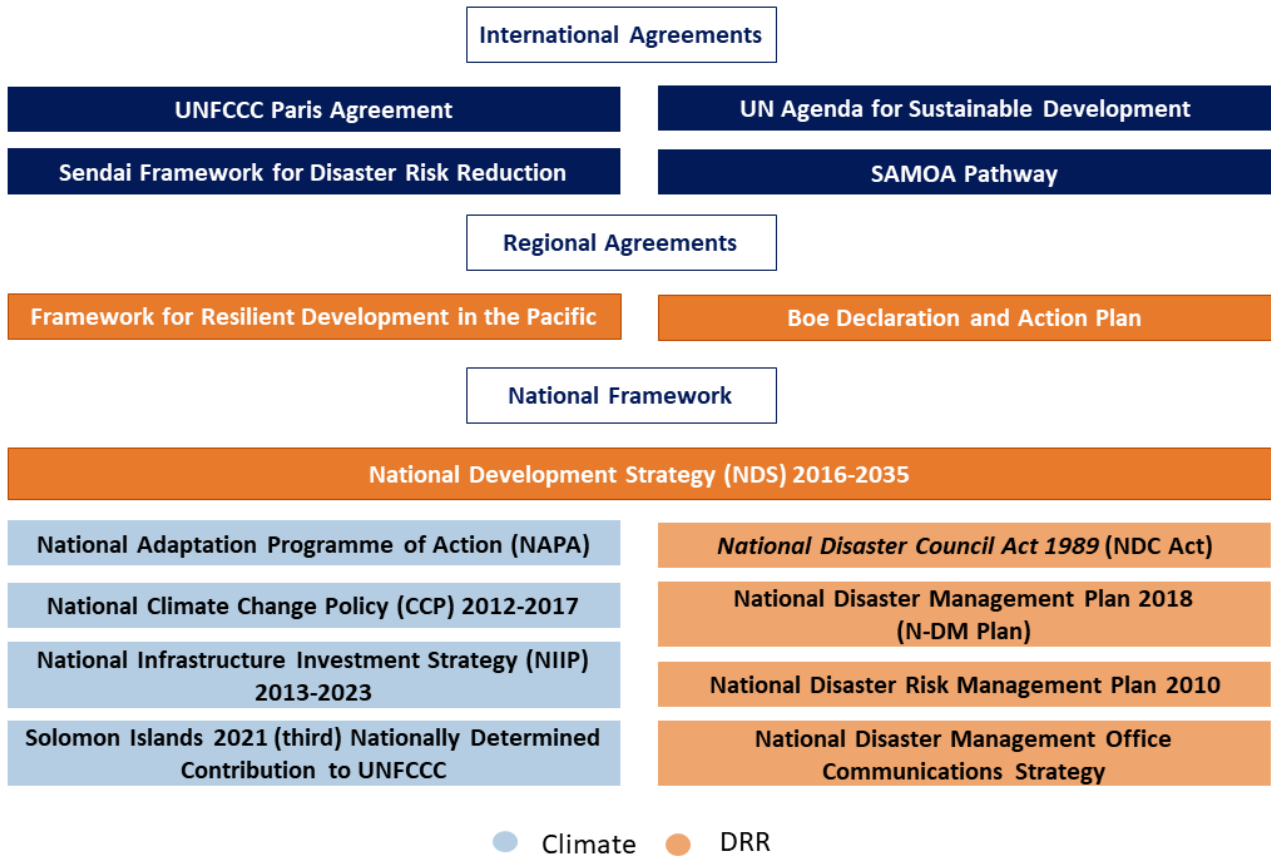 International Agreements
UNFCCC Paris Agreement
UN Agenda for Sustainable Development
Sendai Framework for Disaster Risk Reduction
SAMOA Pathway
Regional Agreements
Framework for Resilient Development in the Pacific
Boe Declaration and Action Plan
National Framework
National Development Strategy (NDS) 2016-2035
National Adaptation Programme of Action (NAPA)
National Disaster Council Act 1989 (NDC Act)
National Climate Change Policy (CCP) 2012-2017
National Disaster Management Plan 2018
(N-DM Plan)
National Infrastructure Investment Strategy (NIIP)
2013-2023
National Disaster Risk Management Plan 2010
Solomon Islands 2021 (third) Nationally Determined
Contribution to UNFCCC
National Disaster Management Office
Communications Strategy
Climate
DRR